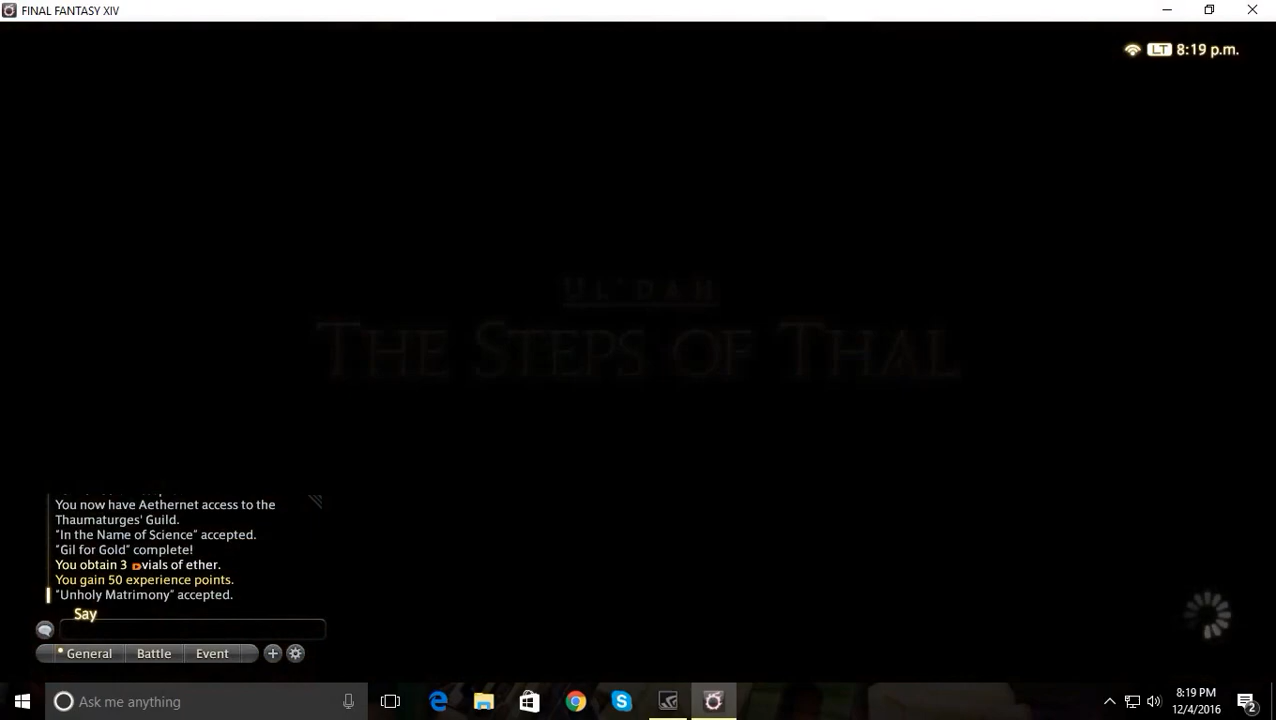 FINAL FANTASY XIV
LT 8:19 p.m.
UL'DAH
THE STEPS OF THAL
You now have Aethernet access to the
Thaumaturges' Guild.
"In the Name of Science" accepted.
"Gil for Gold" complete!
You obtain 3 vials of ether.
You gain 50 experience points.
"Unholy Matrimony" accepted.
Say
General Battle Event
Ask me anything
8:19 PM
12/4/2016
2